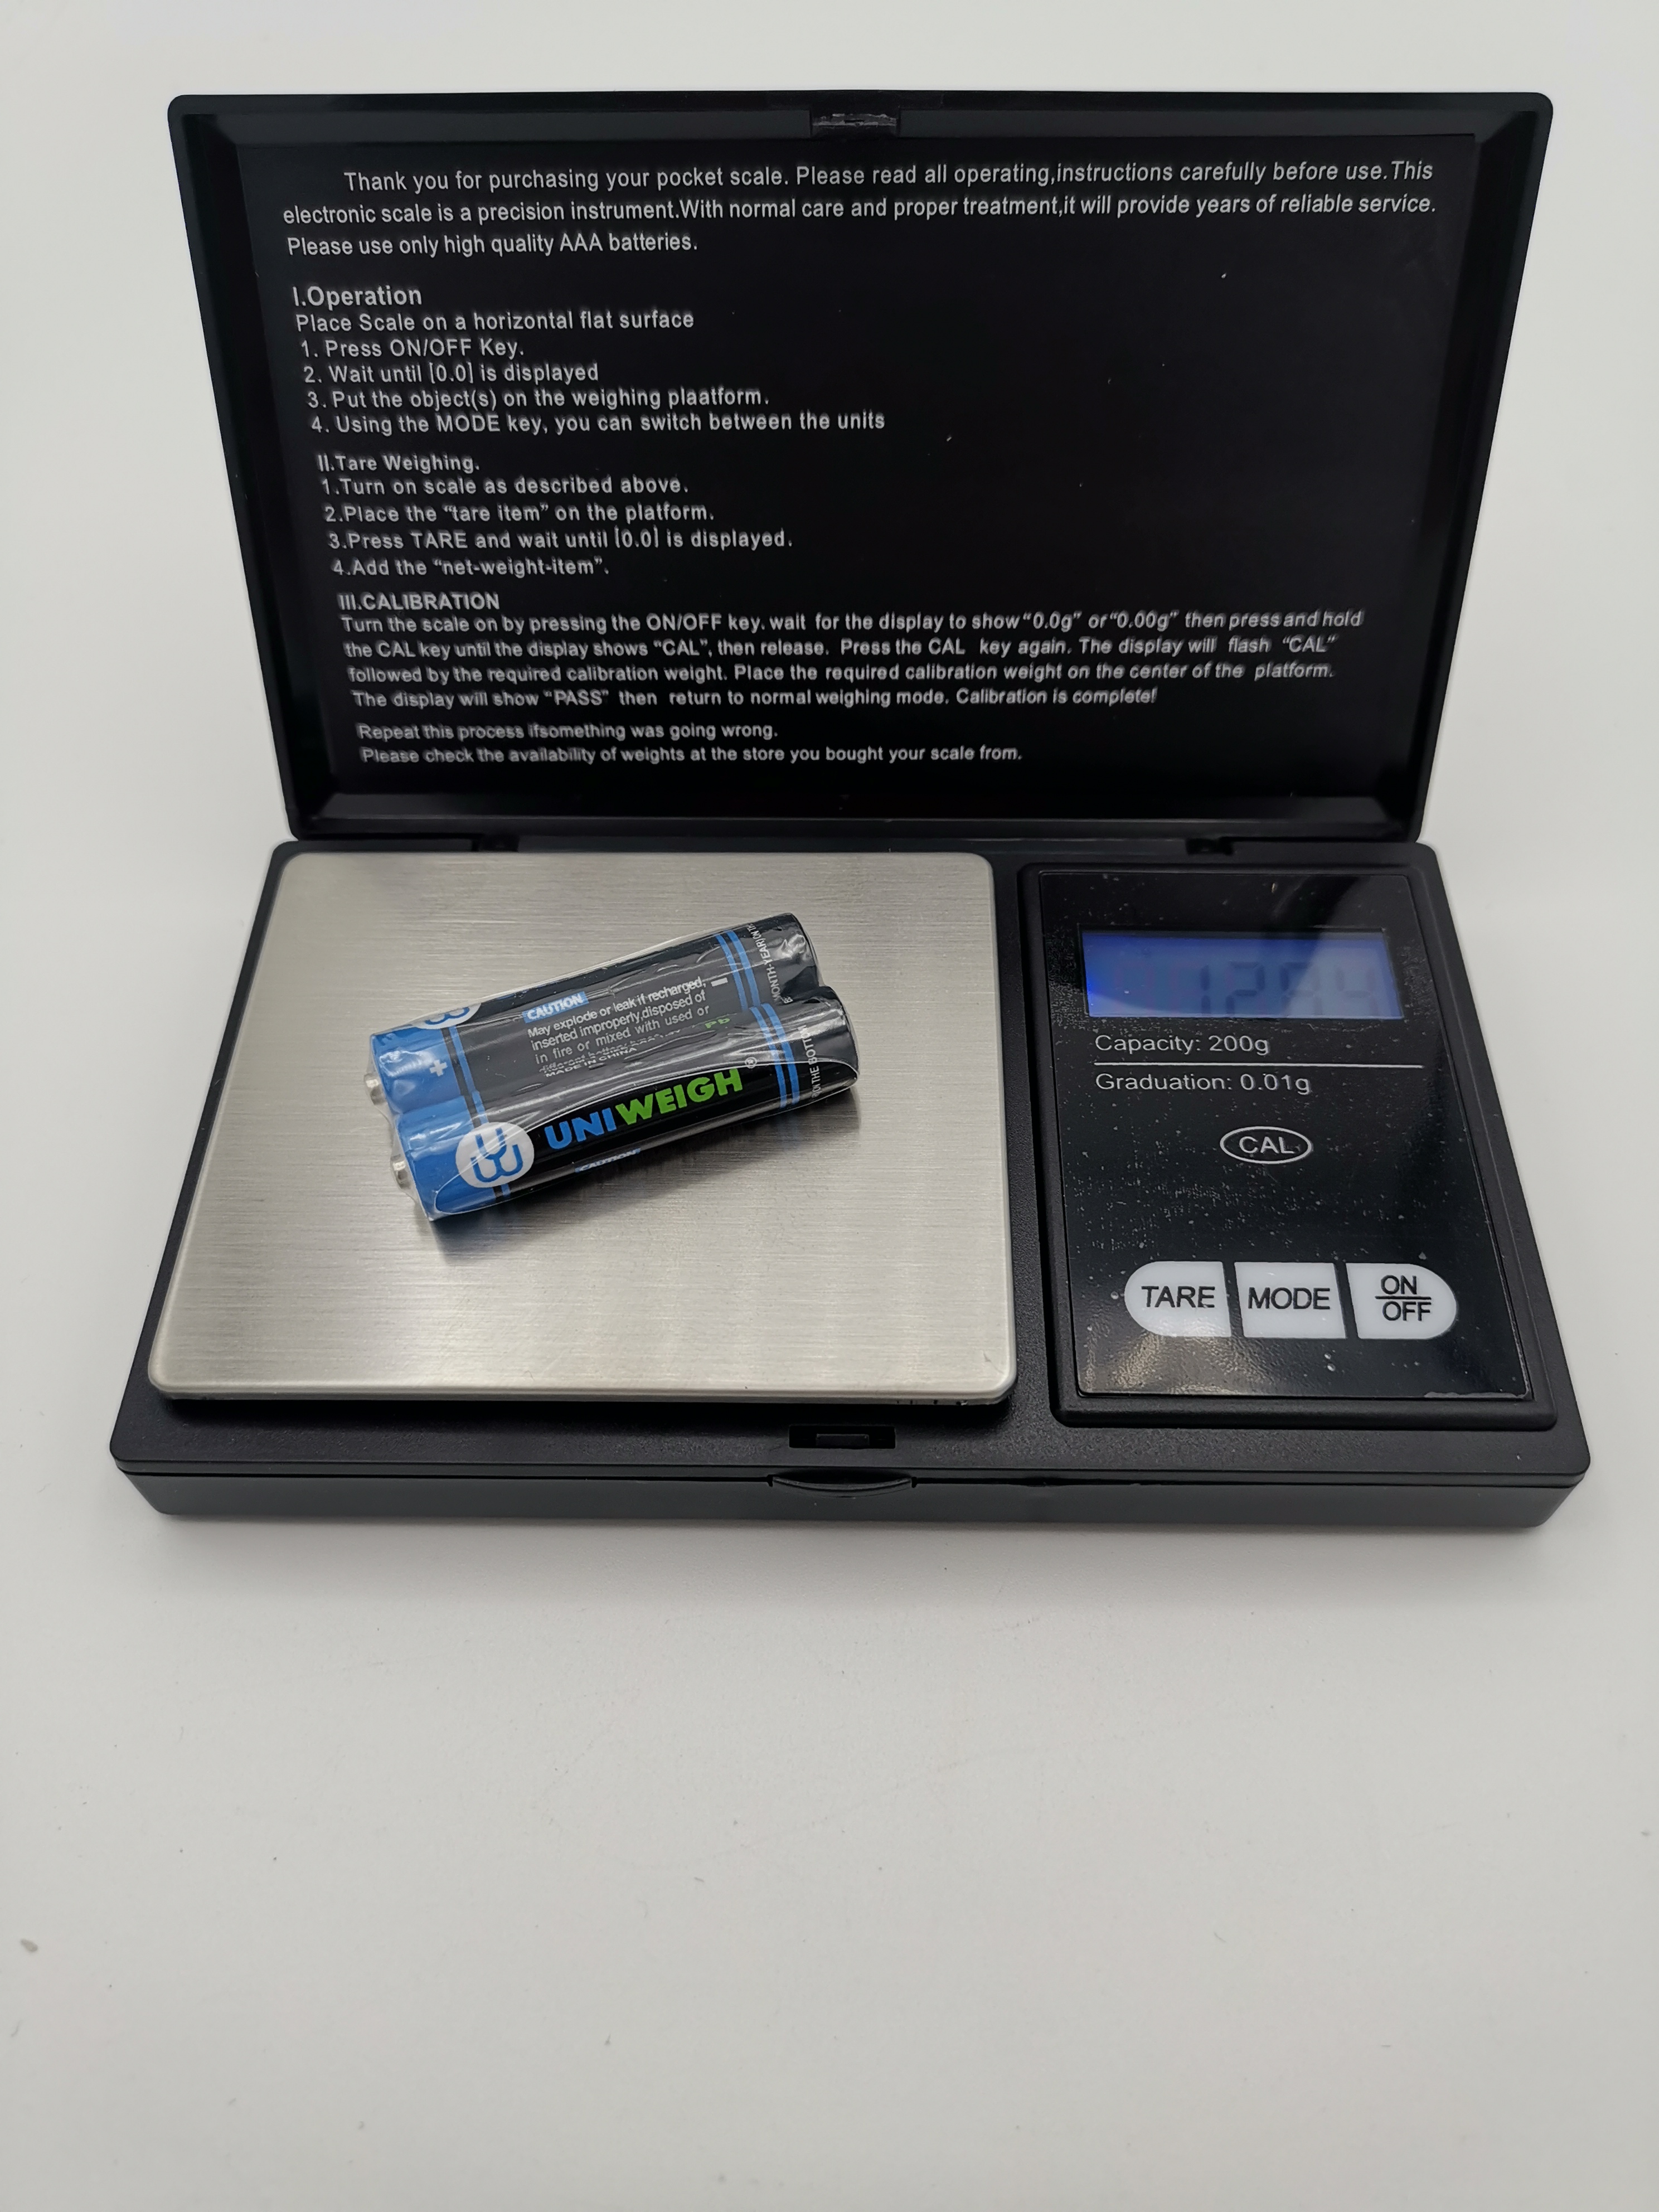 Thank you for purchasing your pocket scale. Please read all operating,instructions carefully before use.This
electronic scale is a precision instrument.With normal care and proper treatment,it will provide years of reliable service.
Please use only high quality AAA batteries.
I.Operation
Place Scale on a horizontal flat surface
1. Press ON/OFF Key.
2. Wait until [0.0] is displayed
3. Put the object(s) on the weighing plaatform.
4. Using the MODE key, you can switch between the units
II.Tare Weighing.
1.Turn on scale as described above.
2.Place the “tare item” on the platform.
3.Press TARE and wait until [0.0] is displayed.
4.Add the “net-weight-item”.
III.CALIBRATION
Turn the scale on by pressing the ON/OFF key. wait for the display to show “0.0g” or “0.00g” then press and hold
the CAL key until the display shows “CAL”, then release. Press the CAL key again. The display will flash “CAL”
followed by the required calibration weight. Place the required calibration weight on the center of the platform.
The display will show “PASS” then return to normal weighing mode. Calibration is complete!
Repeat this process ifsomething was going wrong.
Please check the availability of weights at the store you bought your scale from.
CAUTION
May explode or leak if recharged,
inserted improperly,disposed of
in fire or mixed with used or
MADE IN CHINA
Pb
+
UNIWEIGH®
CAUTION
MONTH-YEAR)
THE BOTTOM
Capacity: 200g
Graduation: 0.01g
CAL
TARE
MODE
ON
OFF